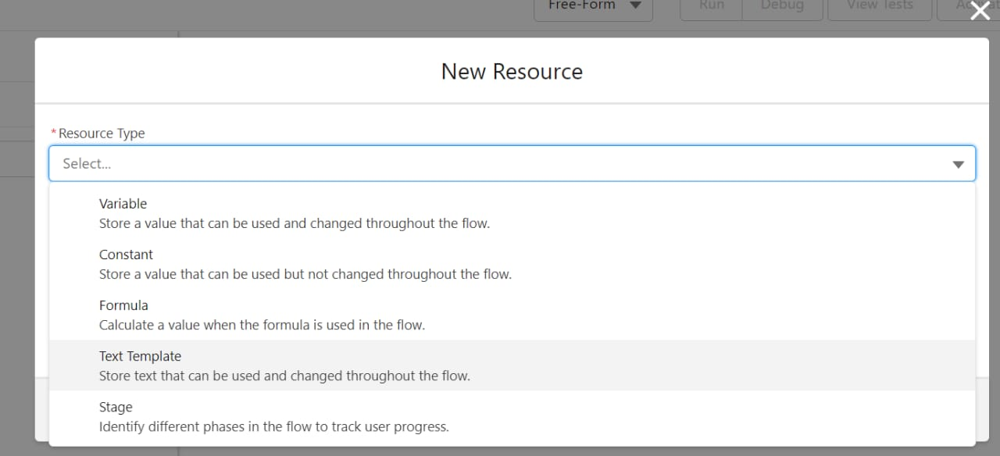 Free-Form
Run
Debug
View Tests
New Resource
*Resource Type
Select...
Variable
Store a value that can be used and changed throughout the flow.
Constant
Store a value that can be used but not changed throughout the flow.
Formula
Calculate a value when the formula is used in the flow.
Text Template
Store text that can be used and changed throughout the flow.
Stage
Identify different phases in the flow to track user progress.